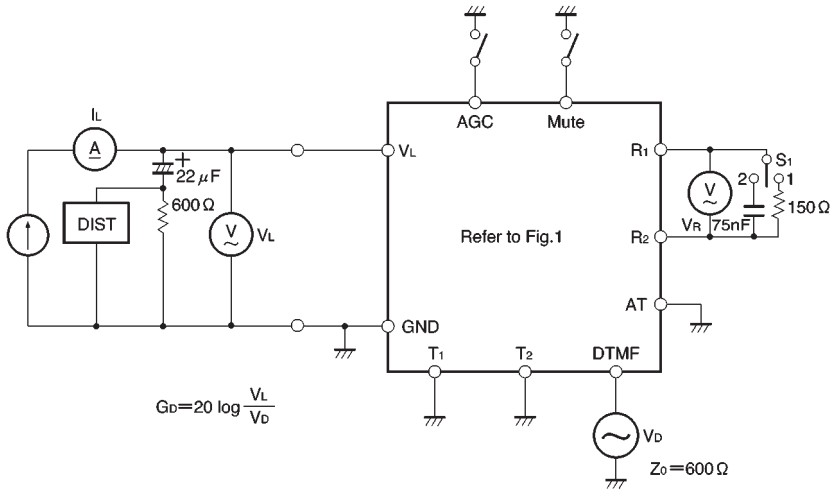 AGC
Mute
IL
A
VL
R1
S1
+
22 μF
2
1
600 Ω
DIST
V
VL
V
VR
75nF
150 Ω
Refer to Fig.1
R2
AT
GND
T1
T2
DTMF
GD=20 log VL
VD
VD
Z0=600 Ω